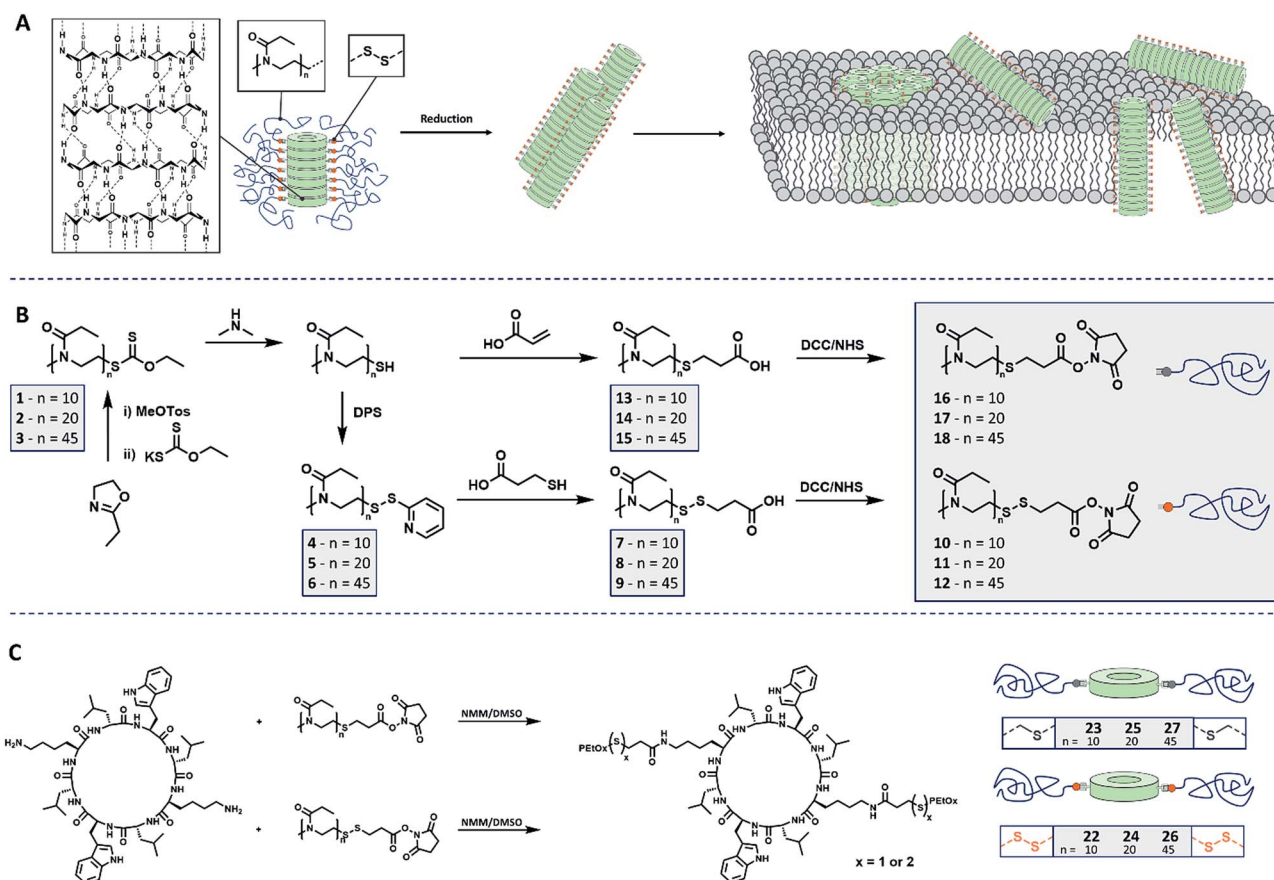 A
Reduction
B
1 - n = 10
2 - n = 20
3 - n = 45
i) MeOTos
ii)
KS
DPS
4 - n = 10
5 - n = 20
6 - n = 45
13 - n = 10
14 - n = 20
15 - n = 45
7 - n = 10
8 - n = 20
9 - n = 45
DCC/NHS
DCC/NHS
16 - n = 10
17 - n = 20
18 - n = 45
10 - n = 10
11 - n = 20
12 - n = 45
C
H₂N
NH₂
+
NMM/DMSO
+
NMM/DMSO
PEtOx
PEtOx
x = 1 or 2
23 25 27
n = 10 20 45
22 24 26
n = 10 20 45